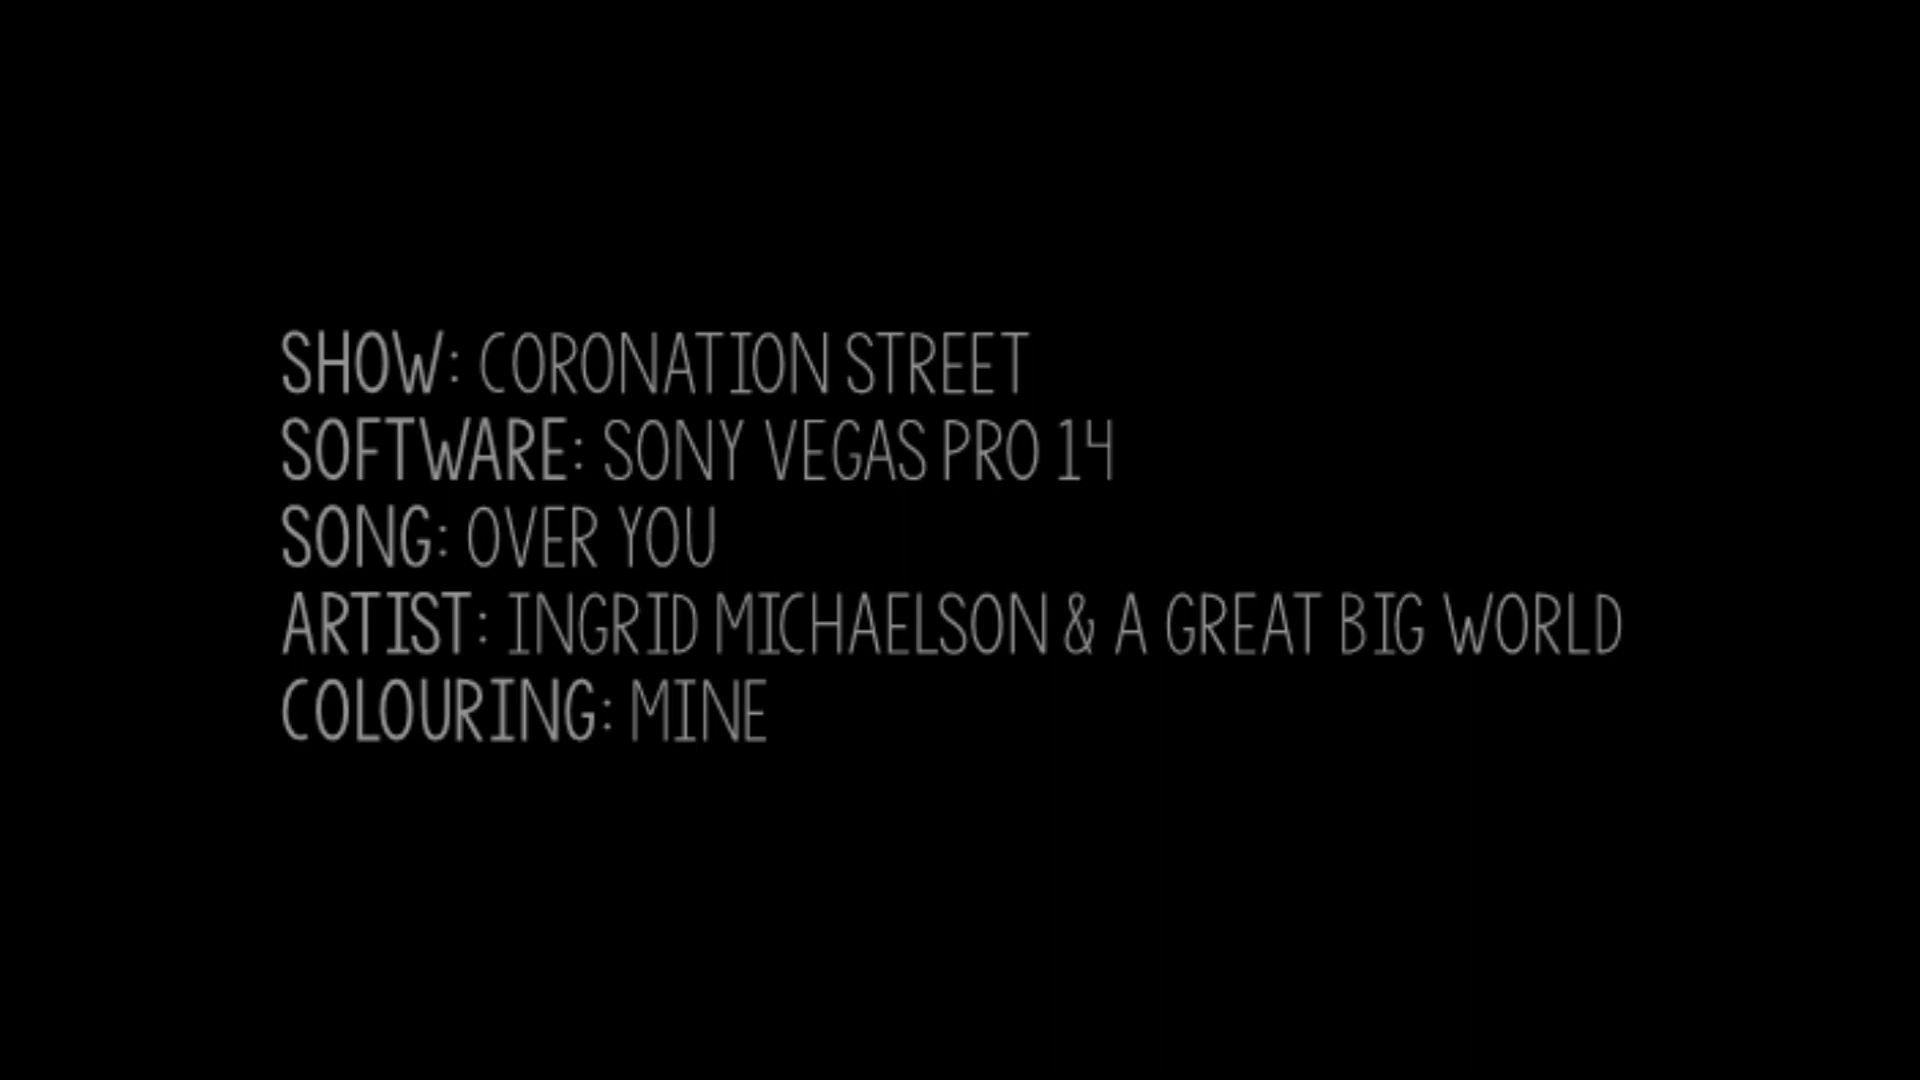 SHOW: CORONATION STREET
SOFTWARE: SONY VEGAS PRO 14
SONG: OVER YOU
ARTIST: INGRID MICHAELSON & A GREAT BIG WORLD
COLOURING: MINE